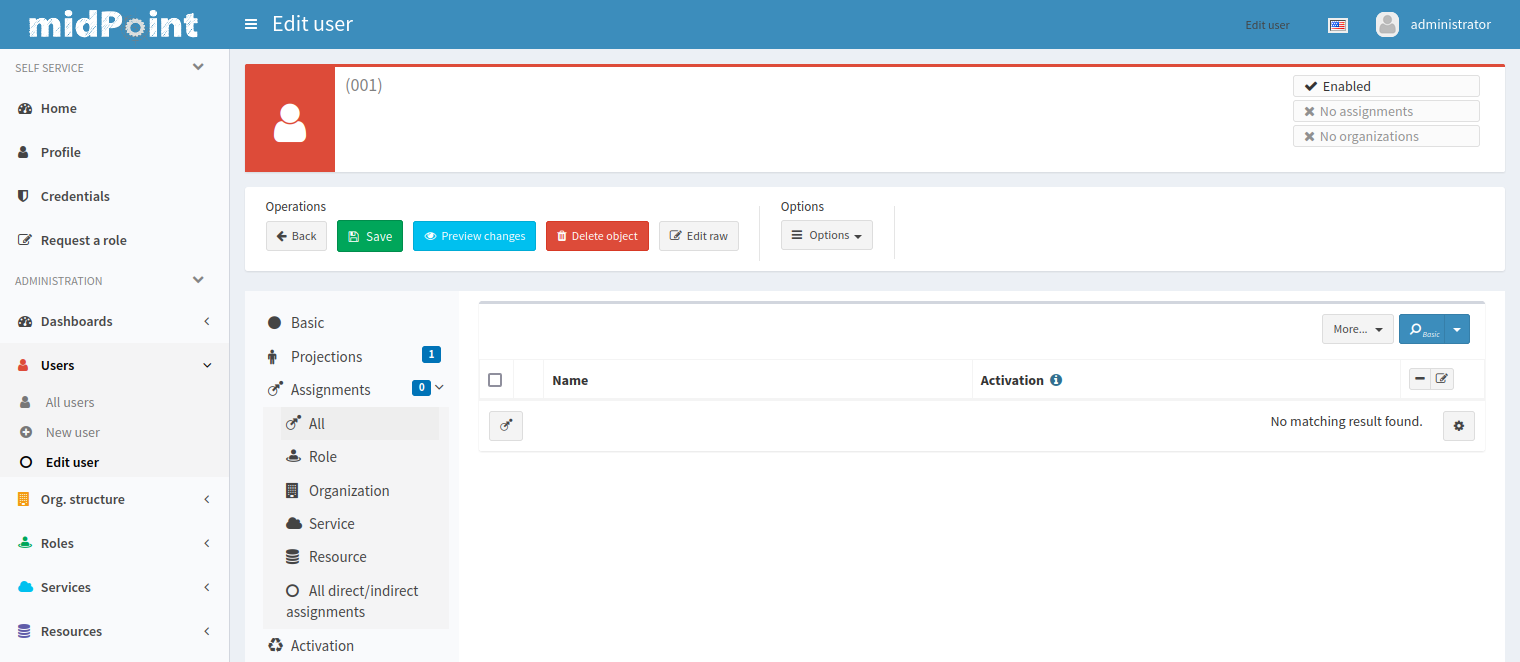 midPoint
Edit user
Edit user
administrator
SELF SERVICE
Home
Profile
Credentials
Request a role
ADMINISTRATION
Dashboards
Users
All users
New user
Edit user
Org. structure
Roles
Services
Resources
(001)
Enabled
No assignments
No organizations
Operations
Back
Save
Preview changes
Delete object
Edit raw
Options
Options
Basic
Projections 1
Assignments 0
All
Role
Organization
Service
Resource
All direct/indirect
assignments
Activation
More...
Basic
Name
Activation
No matching result found.